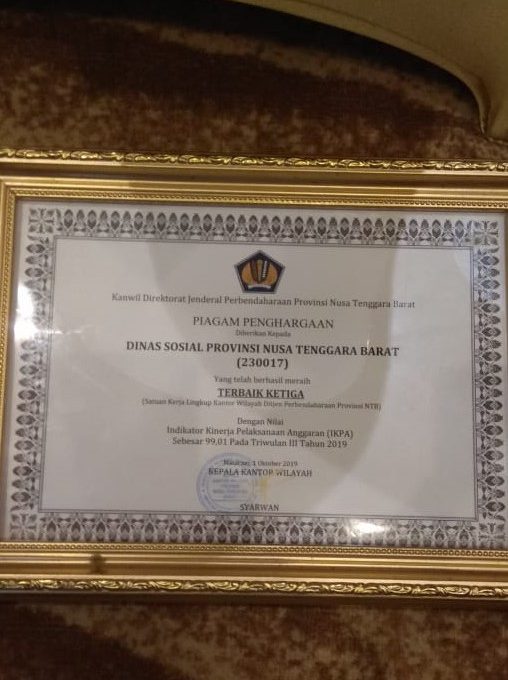 Kanwil Direktorat Jenderal Perbendaharaan Provinsi Nusa Tenggara Barat
PIAGAM PENGHARGAAN
Diberikan Kepada
DINAS SOSIAL PROVINSI NUSA TENGGARA BARAT
(230017)
Yang telah berhasil meraih
TERBAIK KETIGA
(Satuan Kerja Lingkup Kantor Wilayah Ditjen Perbendaharaan Provinsi NTB)
Dengan Nilai
Indikator Kinerja Pelaksanaan Anggaran (IKPA)
Sebesar 99,01 Pada Triwulan III Tahun 2019
Oktober 2019
KEPALA KANTOR WILAYAH
SYARWAN